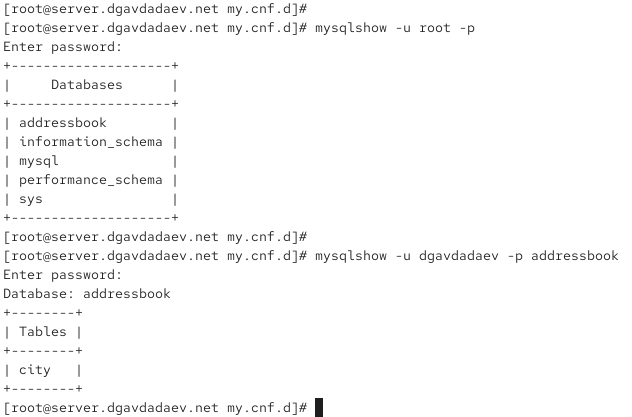 [root@server.dgavdadaev.net my.cnf.d]#
[root@server.dgavdadaev.net my.cnf.d]# mysqlshow -u root -p
Enter password:
+--------------------+
|     Databases      |
+--------------------+
| addressbook        |
| information_schema |
| mysql              |
| performance_schema |
| sys                |
+--------------------+
[root@server.dgavdadaev.net my.cnf.d]#
[root@server.dgavdadaev.net my.cnf.d]# mysqlshow -u dgavdadaev -p addressbook
Enter password:
Database: addressbook
+--------+
| Tables |
+--------+
| city   |
+--------+
[root@server.dgavdadaev.net my.cnf.d]#